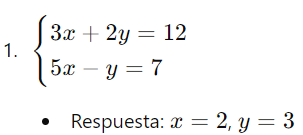 1. { 3x + 2y = 12
5x − y = 7
• Respuesta: x = 2, y = 3